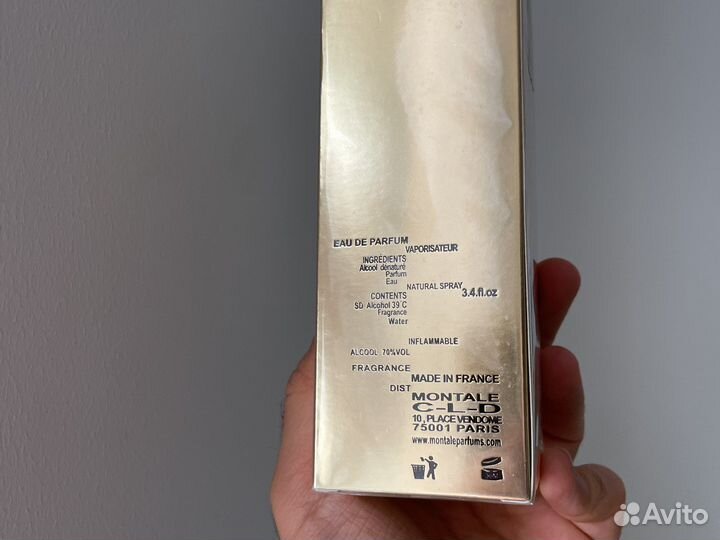 EAU DE PARFUM
VAPORISATEUR
INGRÉDIENTS
Alcool dénaturé
Parfum
Eau
NATURAL SPRAY
3.4.fl.oz
CONTENTS
SD Alcohol 39 C
Fragrance
Water
INFLAMMABLE
ALCOOL 70%VOL
FRAGRANCE
MADE IN FRANCE
DIST
MONTALE
C-L-D
10, PLACE VENDOME
75001 PARIS
www.montaleparfums.com
Avito